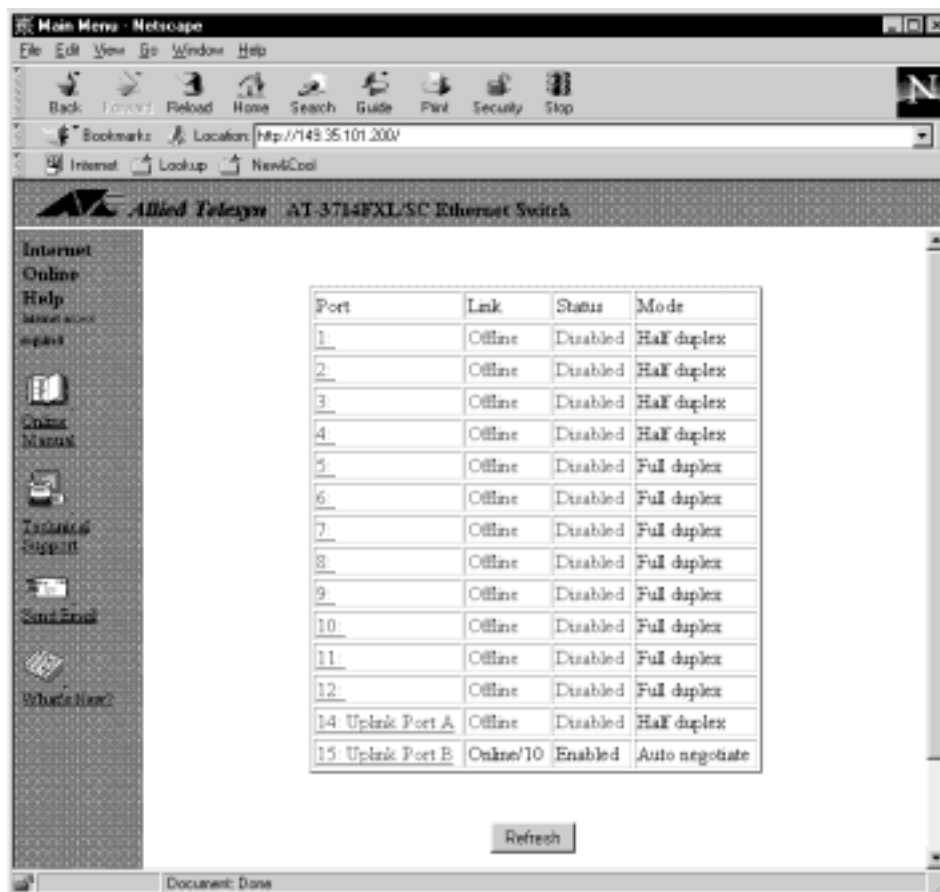 Main Menu - Netscape
File Edit View Go Window Help
Back Forward Reload Home Search Guide Print Security Stop
N
Bookmarks Location: http://149.35.101.200/
Internet Lookup New&Cool
Allied Telesyn AT-3714FXL/SC Ethernet Switch
Internet
Online
Help
Internet access
required
Online
Manual
Technical
Support
Send Email
What's New?
Port Link Status Mode
1: Offline Disabled Half duplex
2: Offline Disabled Half duplex
3: Offline Disabled Half duplex
4: Offline Disabled Half duplex
5: Offline Disabled Full duplex
6: Offline Disabled Full duplex
7: Offline Disabled Full duplex
8: Offline Disabled Full duplex
9: Offline Disabled Full duplex
10: Offline Disabled Full duplex
11: Offline Disabled Full duplex
12: Offline Disabled Full duplex
14: Uplink Port A Offline Disabled Half duplex
15: Uplink Port B Online/10 Enabled Auto negotiate
Refresh
Document: Done